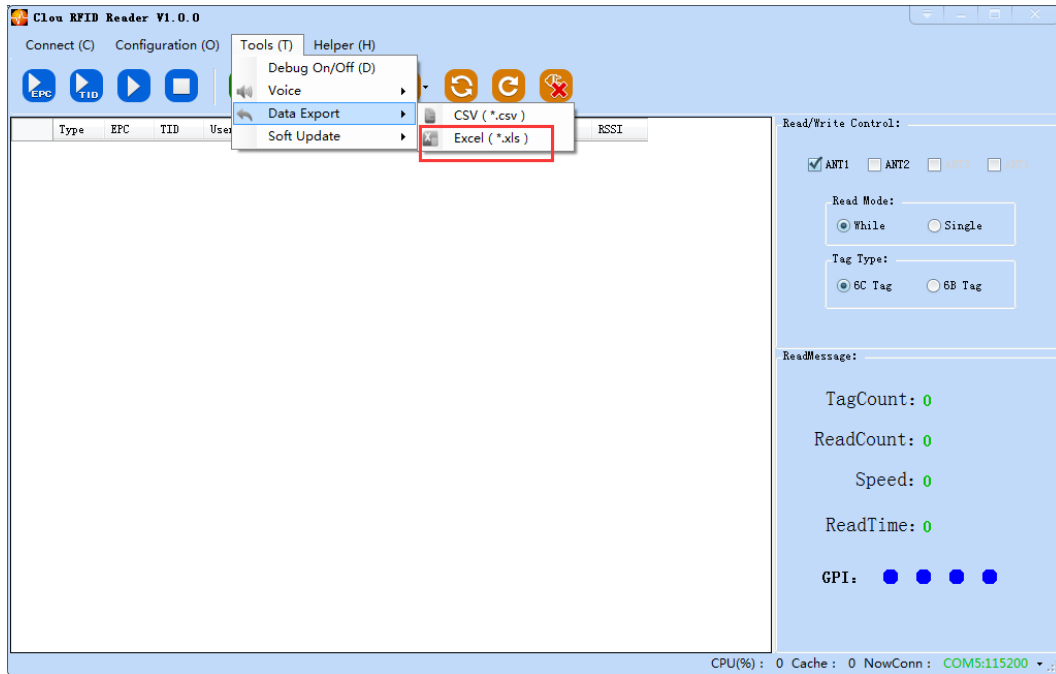 Clou RFID Reader V1.0.0
Connect (C) Configuration (O) Tools (T) Helper (H)
EPC TID
Debug On/Off (D)
Voice
Data Export
Soft Update
CSV ( *.csv )
Excel ( *.xls )
Type EPC TID RSSI
Read/Write Control:
ANT1 ANT2
Read Mode:
While Single
Tag Type:
6C Tag 6B Tag
ReadMessage:
TagCount: 0
ReadCount: 0
Speed: 0
ReadTime: 0
GPI:
CPU(%) : 0 Cache : 0 NowConn : COM5:115200